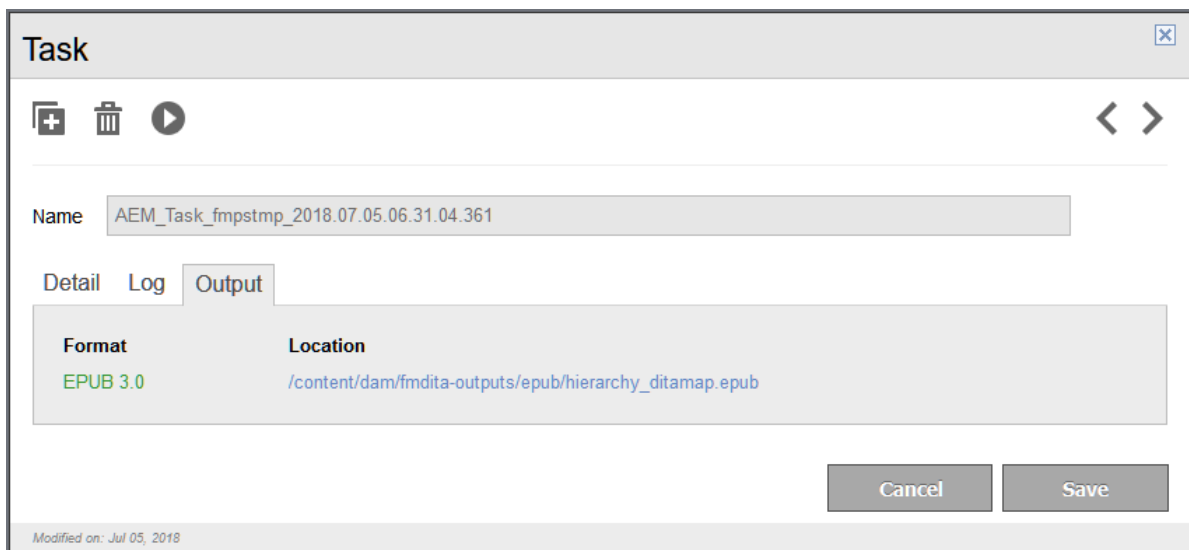 Task
Name AEM_Task_fmpstmp_2018.07.05.06.31.04.361
Detail Log Output
Format Location
EPUB 3.0 /content/dam/fmdita-outputs/epub/hierarchy_ditamap.epub
Cancel Save
Modified on: Jul 05, 2018